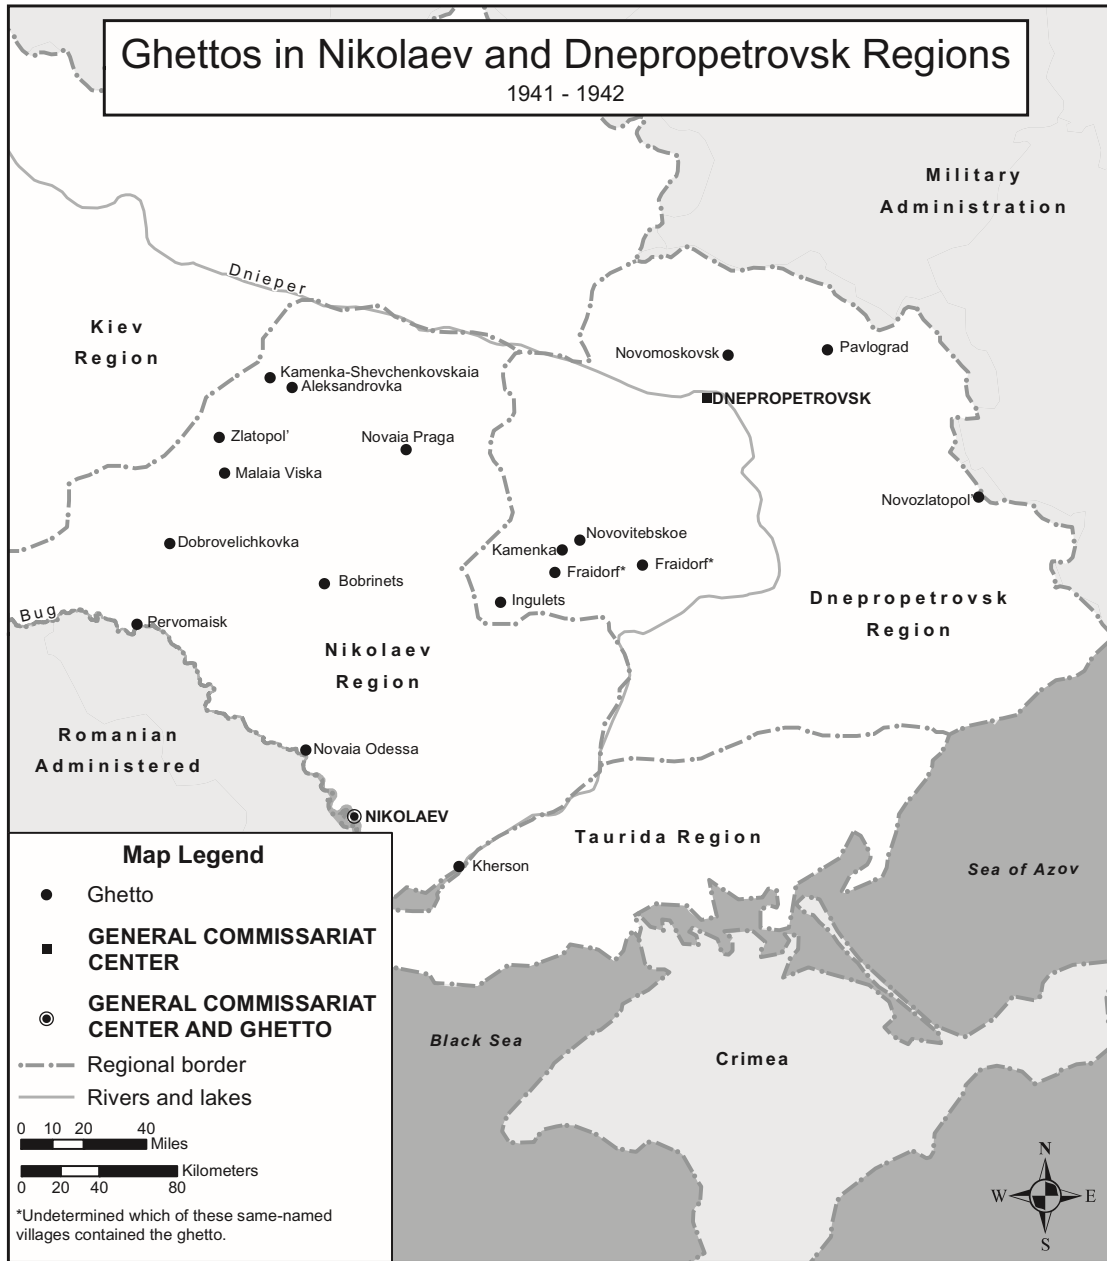 Ghettos in Nikolaev and Dnepropetrovsk Regions
1941 - 1942
Military
Administration
Dnieper
Kiev
Region
Novomoskovsk
Pavlograd
Kamenka-Shevchenkovskaia
Aleksandrovka
DNEPROPETROVSK
Zlatopol’
Novaia Praga
Malaia Viska
Novozlatopol’
Dobrovelichkovka
Novovitebskoe
Kamenka
Fraidorf*
Fraidorf*
Bobrinets
Ingulets
Dnepropetrovsk
Region
Bug
Pervomaisk
Nikolaev
Region
Romanian
Administered
Novaia Odessa
NIKOLAEV
Taurida Region
Kherson
Sea of Azov
Black Sea
Crimea
Map Legend
Ghetto
GENERAL COMMISSARIAT
CENTER
GENERAL COMMISSARIAT
CENTER AND GHETTO
Regional border
Rivers and lakes
0 10 20 40
Miles
Kilometers
0 20 40 80
*Undetermined which of these same-named
villages contained the ghetto.
N
W E
S